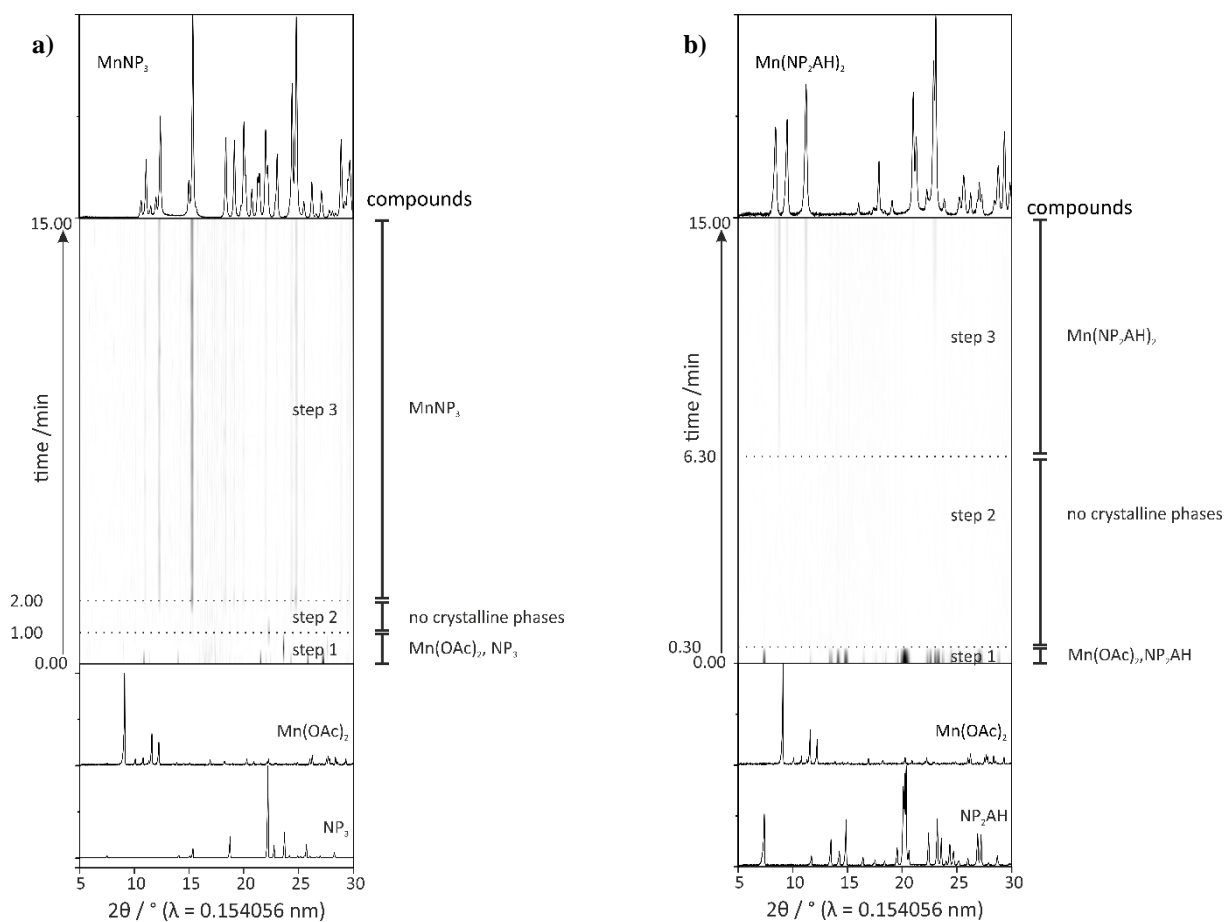 a)
MnNP₃
compounds
15.00
time /min
step 3
MnNP₃
2.00
step 2
no crystalline phases
1.00
step 1
Mn(OAc)₂, NP₃
0.00
Mn(OAc)₂
NP₃
5 10 15 20 25 30
2θ / ° (λ = 0.154056 nm)
b)
Mn(NP₂AH)₂
compounds
15.00
time /min
step 3
Mn(NP₂AH)₂
6.30
step 2
no crystalline phases
0.30
step 1
Mn(OAc)₂,NP₂AH
0.00
Mn(OAc)₂
NP₂AH
5 10 15 20 25 30
2θ / ° (λ = 0.154056 nm)